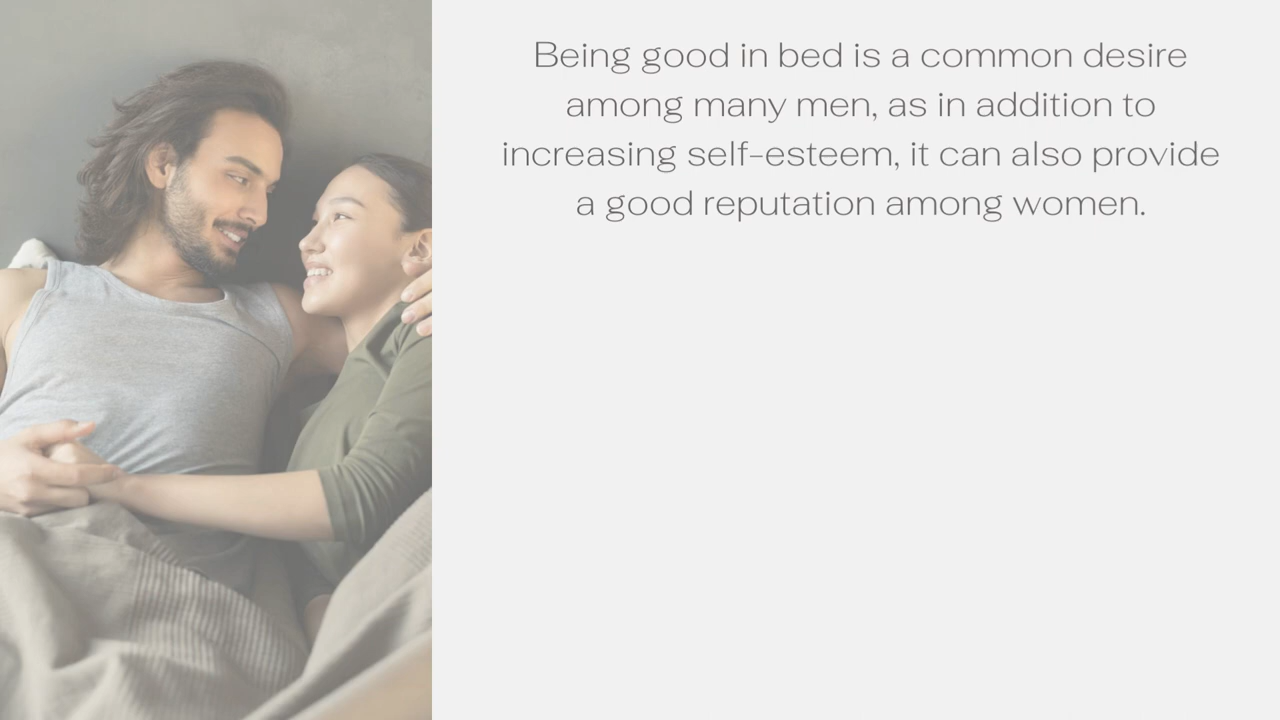 Being good in bed is a common desire
among many men, as in addition to
increasing self-esteem, it can also provide
a good reputation among women.